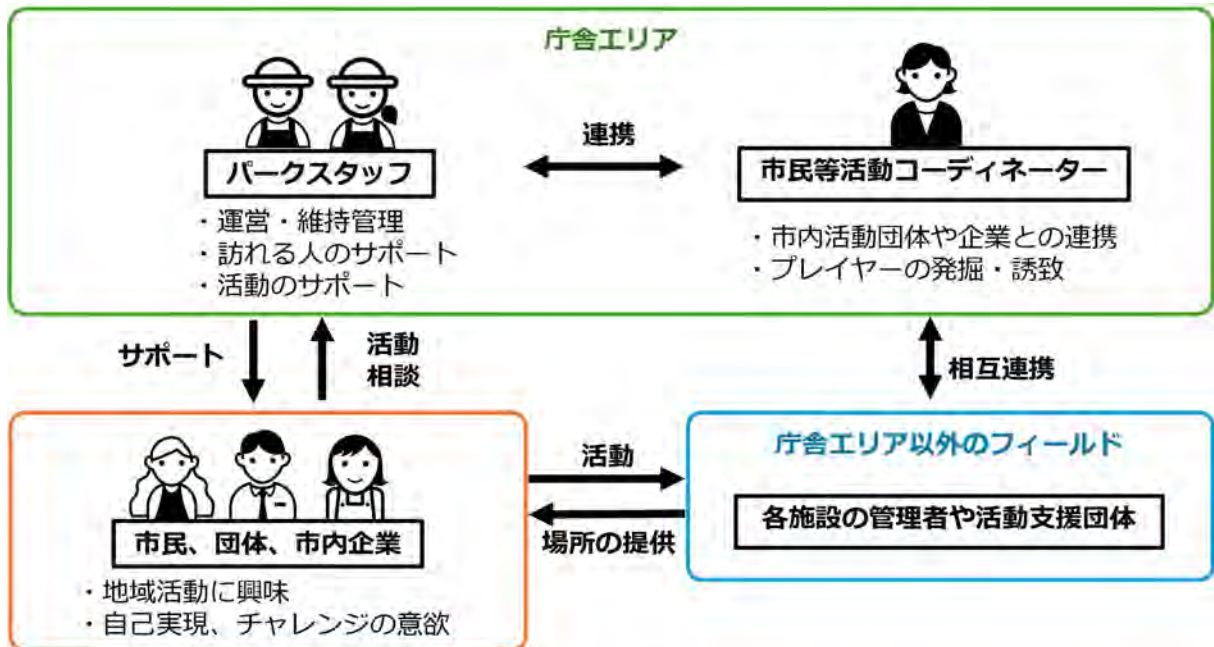 庁舎エリア
パークスタッフ
・運営・維持管理
・訪れる人のサポート
・活動のサポート
連携
市民等活動コーディネーター
・市内活動団体や企業との連携
・プレイヤーの発掘・誘致
サポート
活動
相談
相互連携
市民、団体、市内企業
・地域活動に興味
・自己実現、チャレンジの意欲
活動
場所の提供
庁舎エリア以外のフィールド
各施設の管理者や活動支援団体